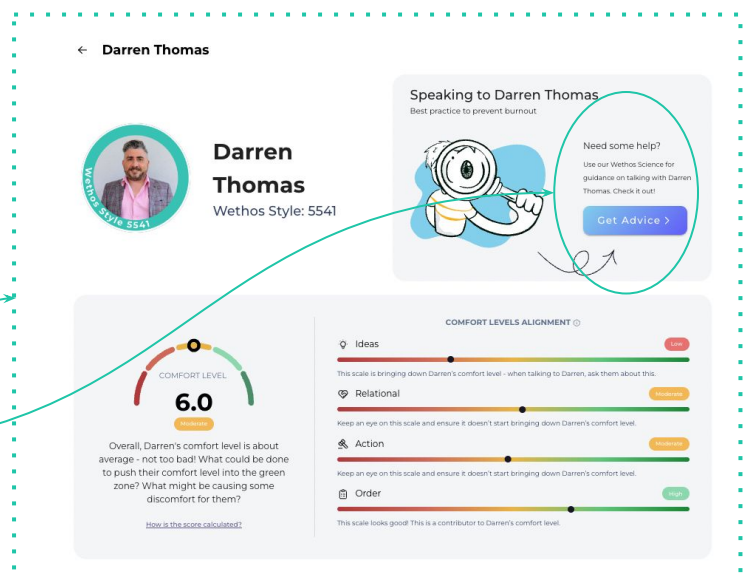 ← Darren Thomas
Wethos Style 5541
Darren
Thomas
Wethos Style: 5541
Speaking to Darren Thomas
Best practice to prevent burnout
Need some help?
Use our Wethos Science for
guidance on talking with Darren
Thomas. Check it out!
Get Advice >
COMFORT LEVEL
6.0
Moderate
Overall, Darren's comfort level is about
average - not too bad! What could be done
to push their comfort level into the green
zone? What might be causing some
discomfort for them?
How is the score calculated?
COMFORT LEVELS ALIGNMENT
Ideas
Low
This scale is bringing down Darren's comfort level - when talking to Darren, ask them about this.
Relational
Moderate
Keep an eye on this scale and ensure it doesn't start bringing down Darren's comfort level.
Action
Moderate
Keep an eye on this scale and ensure it doesn't start bringing down Darren's comfort level.
Order
High
This scale looks good! This is a contributor to Darren's comfort level.